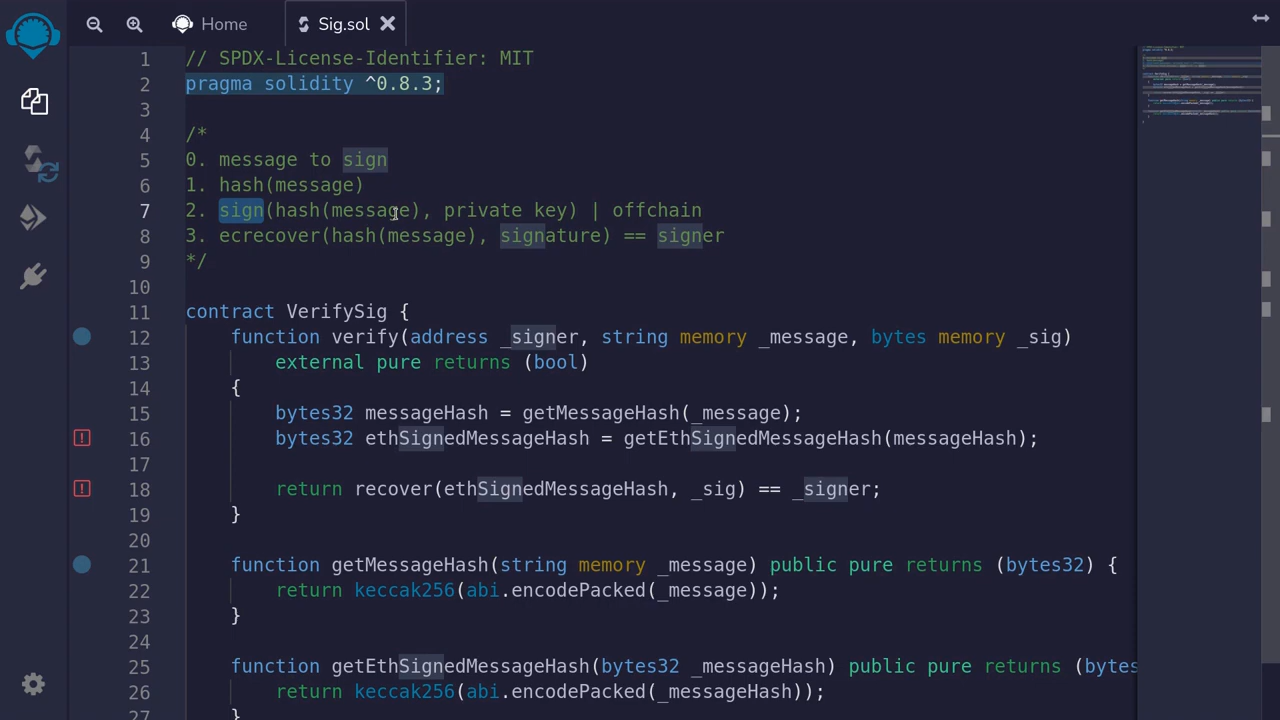 Home
Sig.sol
1 // SPDX-License-Identifier: MIT
2 pragma solidity ^0.8.3;
3
4 /*
5 0. message to sign
6 1. hash(message)
7 2. sign(hash(message), private key) | offchain
8 3. ecrecover(hash(message), signature) == signer
9 */
10
11 contract VerifySig {
12 function verify(address _signer, string memory _message, bytes memory _sig)
13 external pure returns (bool)
14 {
15 bytes32 messageHash = getMessageHash(_message);
16 bytes32 ethSignedMessageHash = getEthSignedMessageHash(messageHash);
17
18 return recover(ethSignedMessageHash, _sig) == _signer;
19 }
20
21 function getMessageHash(string memory _message) public pure returns (bytes32) {
22 return keccak256(abi.encodePacked(_message));
23 }
24
25 function getEthSignedMessageHash(bytes32 _messageHash) public pure returns (bytes
26 return keccak256(abi.encodePacked(_messageHash));
27 }